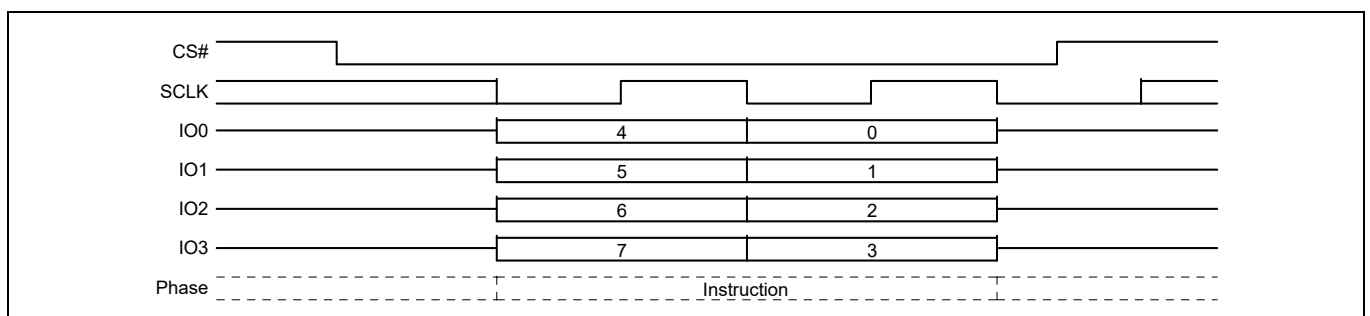 CS#
SCLK
IO0 4 0
IO1 5 1
IO2 6 2
IO3 7 3
Phase Instruction